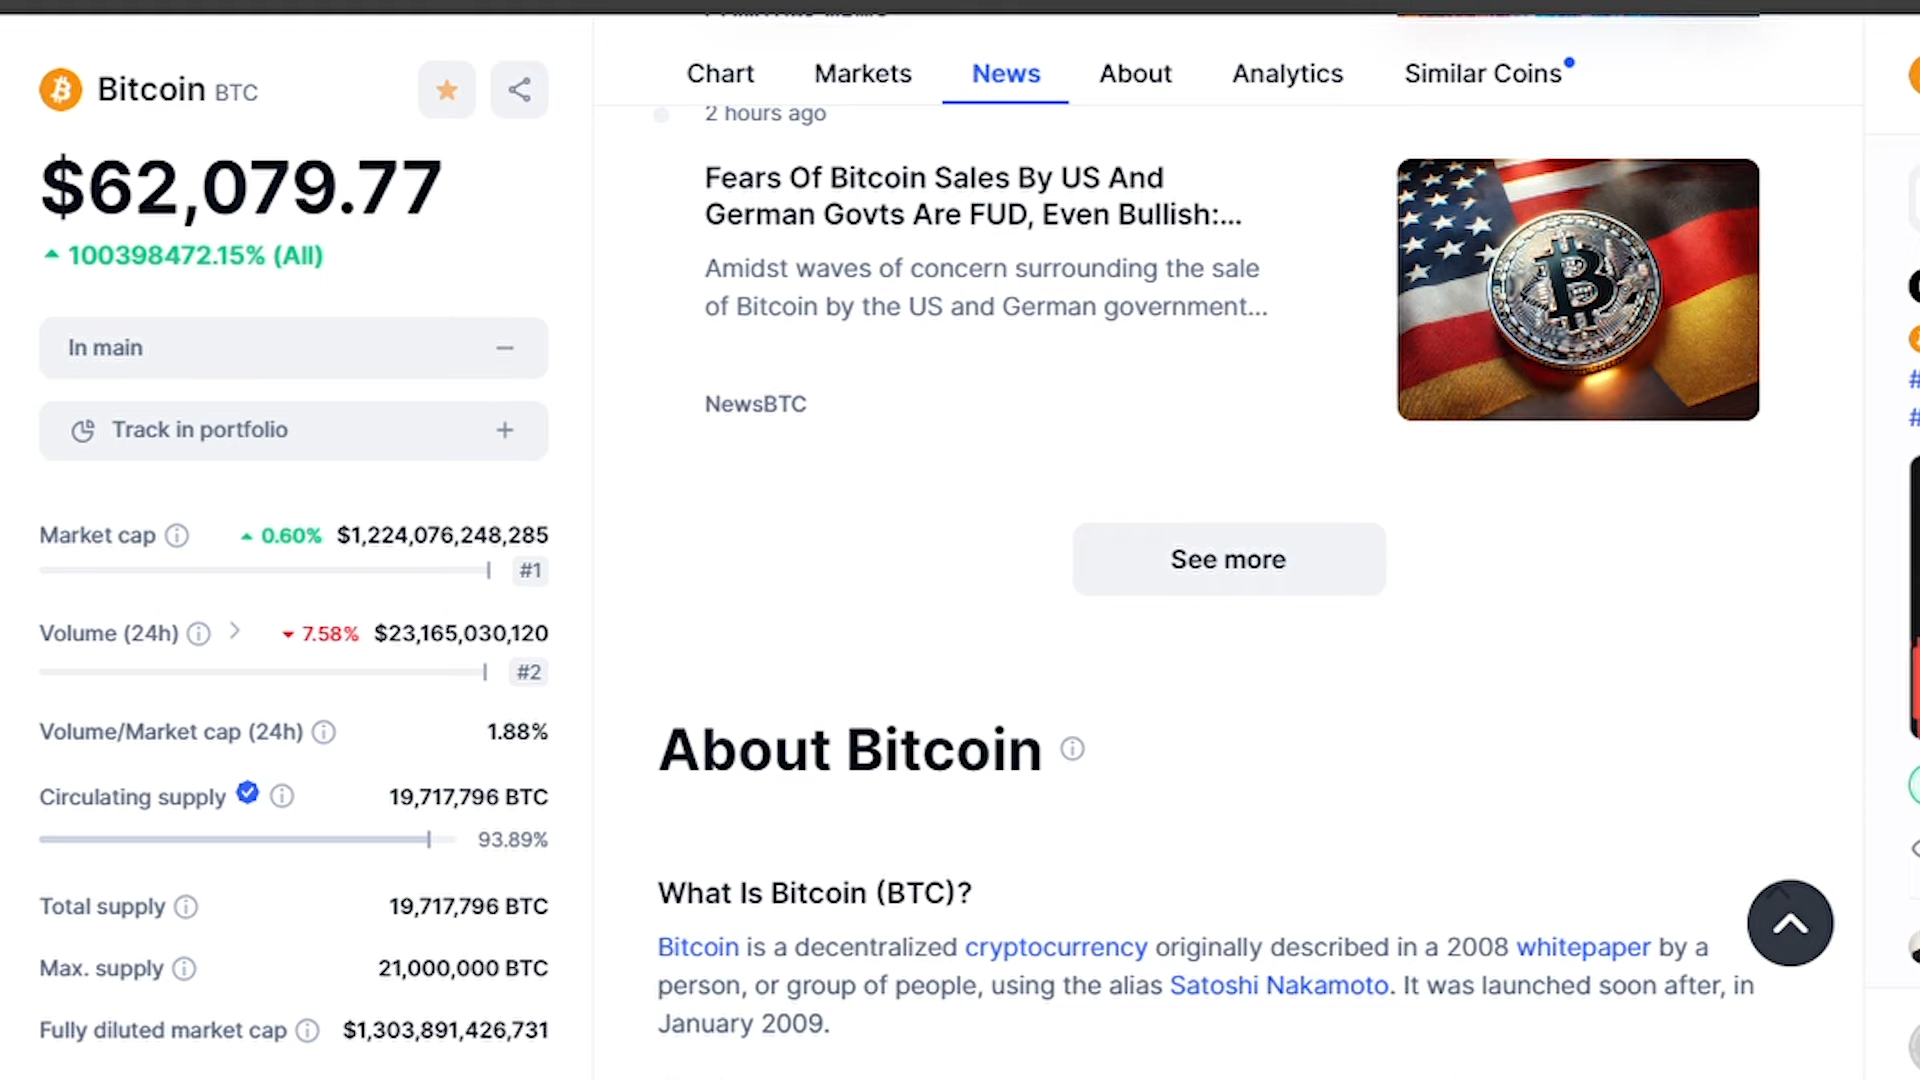 Bitcoin BTC
$62,079.77
100398472.15% (All)
In main
Track in portfolio
Market cap 0.60% $1,224,076,248,285
#1
Volume (24h) 7.58% $23,165,030,120
#2
Volume/Market cap (24h) 1.88%
Circulating supply 19,717,796 BTC
93.89%
Total supply 19,717,796 BTC
Max. supply 21,000,000 BTC
Fully diluted market cap $1,303,891,426,731
Chart Markets News About Analytics Similar Coins
2 hours ago
Fears Of Bitcoin Sales By US And
German Govts Are FUD, Even Bullish:...
Amidst waves of concern surrounding the sale
of Bitcoin by the US and German government...
NewsBTC
See more
About Bitcoin
What Is Bitcoin (BTC)?
Bitcoin is a decentralized cryptocurrency originally described in a 2008 whitepaper by a
person, or group of people, using the alias Satoshi Nakamoto. It was launched soon after, in
January 2009.
#
#